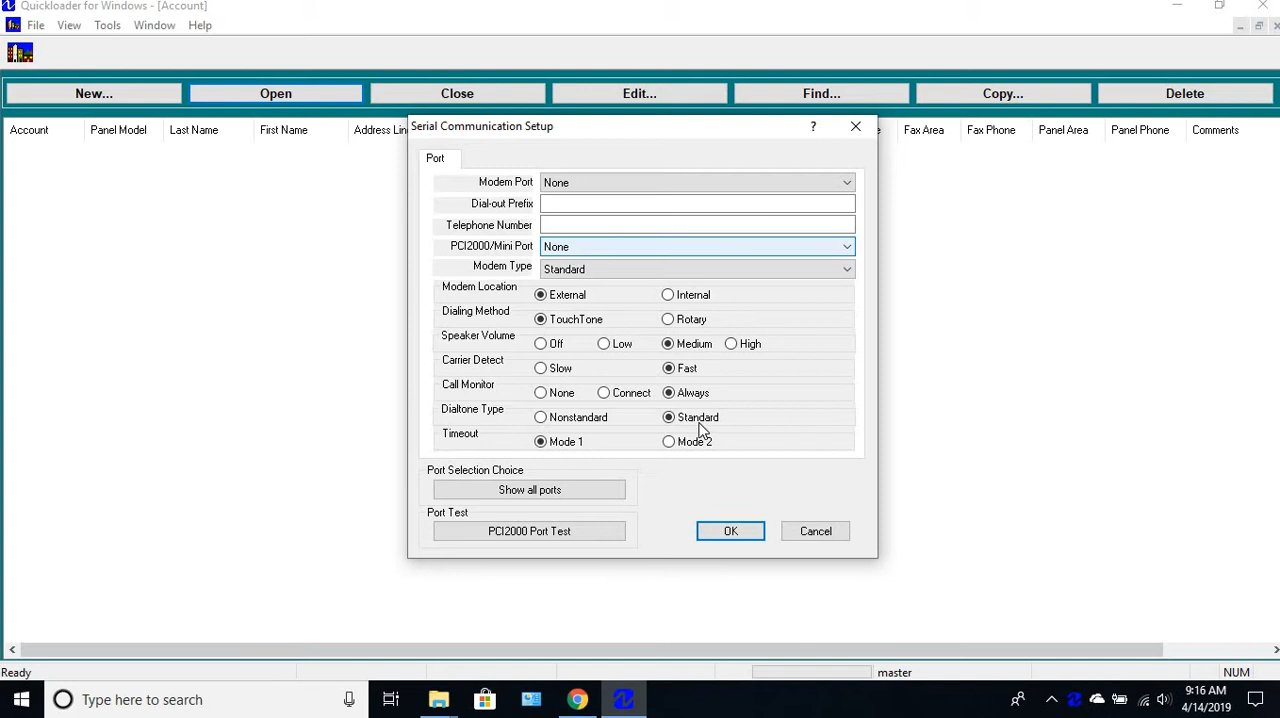 Quickloader for Windows - [Account]
File View Tools Window Help
New... Open Close Edit... Find... Copy... Delete
Account Panel Model Last Name First Name Address Lin Fax Area Fax Phone Panel Area Panel Phone Comments
Serial Communication Setup ?
Port
Modem Port None
Dial-out Prefix
Telephone Number
PCI2000/Mini Port None
Modem Type Standard
Modem Location External Internal
Dialing Method TouchTone Rotary
Speaker Volume Off Low Medium High
Carrier Detect Slow Fast
Call Monitor None Connect Always
Dialtone Type Nonstandard Standard
Timeout Mode 1 Mode 2
Port Selection Choice
Show all ports
Port Test
PCI2000 Port Test OK Cancel
Ready master NUM
Type here to search 9:16 AM
4/14/2019